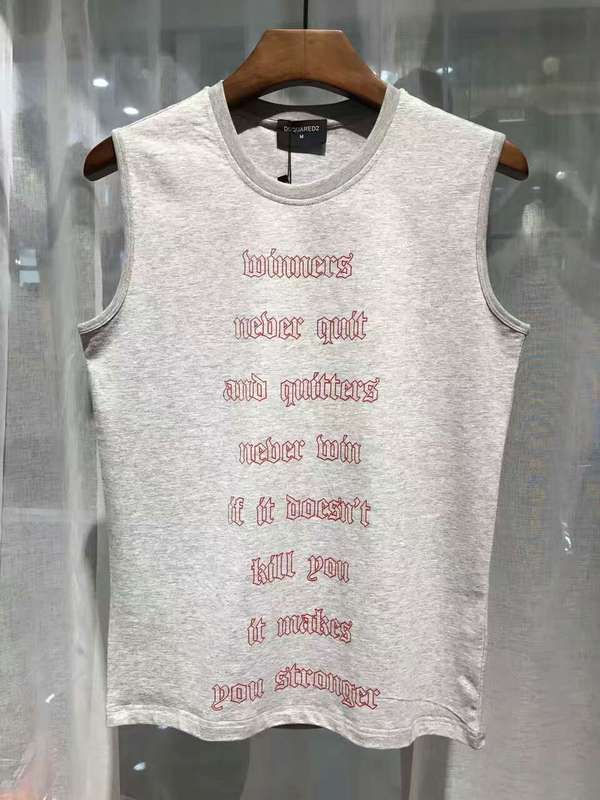 DSQUARED2
M
winners
never quit
and quitters
never win
if it doesn't
kill you
it makes
you stronger